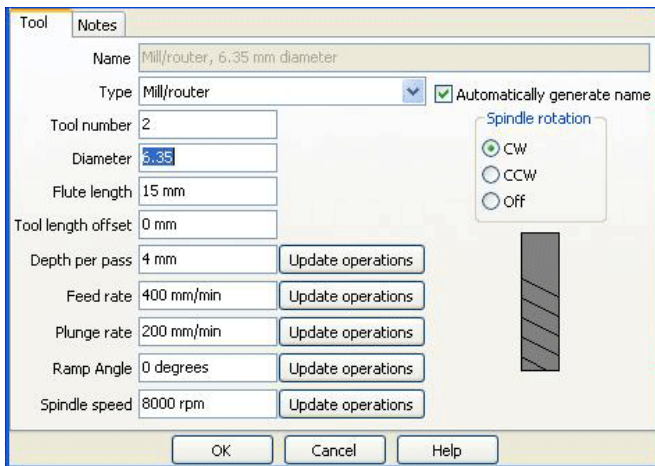 Tool Notes
Name Mill/router, 6.35 mm diameter
Type Mill/router Automatically generate name
Tool number 2 Spindle rotation
Diameter 6.35 CW
Flute length 15 mm CCW
Tool length offset 0 mm Off
Depth per pass 4 mm Update operations
Feed rate 400 mm/min Update operations
Plunge rate 200 mm/min Update operations
Ramp Angle 0 degrees Update operations
Spindle speed 8000 rpm Update operations
OK Cancel Help